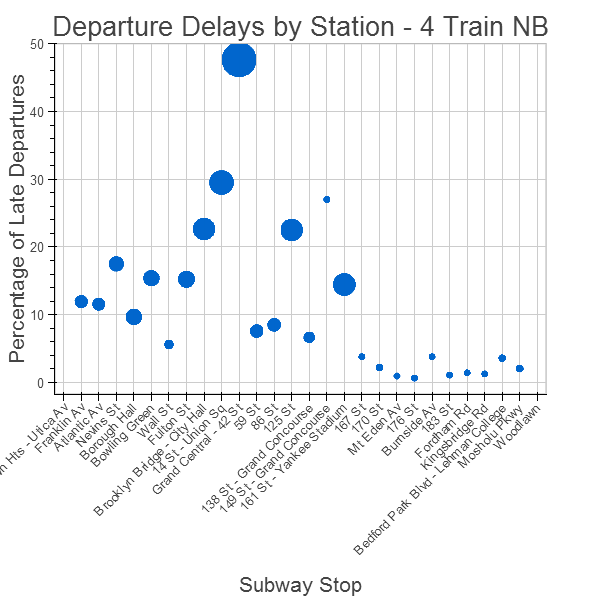 Departure Delays by Station - 4 Train NB
Percentage of Late Departures
50
40
30
20
10
0
n Hts - Utica Av
Franklin Av
Atlantic Av
Nevins St
Borough Hall
Bowling Green
Wall St
Fulton St
Brooklyn Bridge - City Hall
14 St - Union Sq
Grand Central - 42 St
59 St
86 St
125 St
138 St - Grand Concourse
149 St - Grand Concourse
161 St - Yankee Stadium
167 St
170 St
Mt Eden Av
176 St
Burnside Av
183 St
Fordham Rd
Kingsbridge Rd
Bedford Park Blvd - Lehman College
Mosholu Pkwy
Woodlawn
Subway Stop